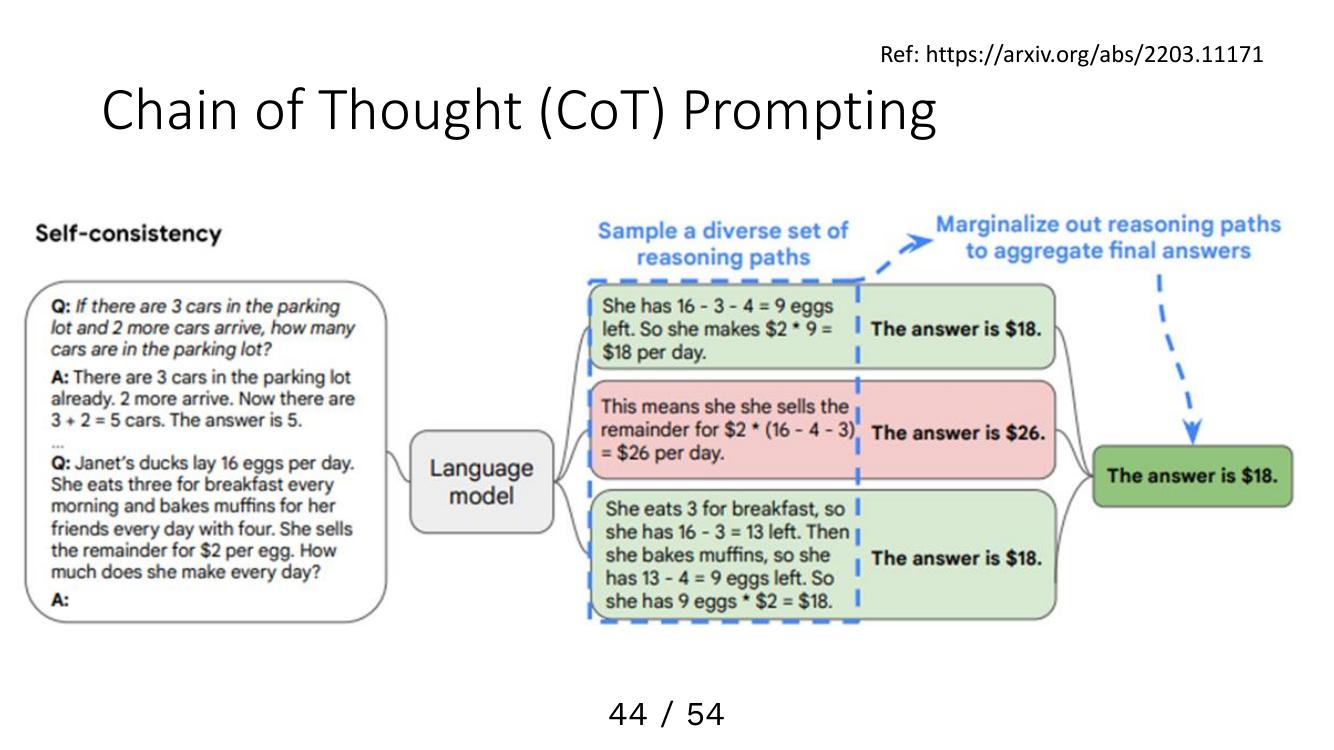 Ref: https://arxiv.org/abs/2203.11171
Chain of Thought (CoT) Prompting
Self-consistency
Q: If there are 3 cars in the parking
lot and 2 more cars arrive, how many
cars are in the parking lot?
A: There are 3 cars in the parking lot
already. 2 more arrive. Now there are
3 + 2 = 5 cars. The answer is 5.
...
Q: Janet's ducks lay 16 eggs per day.
She eats three for breakfast every
morning and bakes muffins for her
friends every day with four. She sells
the remainder for $2 per egg. How
much does she make every day?
A:
Language
model
Sample a diverse set of
reasoning paths
She has 16 - 3 - 4 = 9 eggs
left. So she makes $2 * 9 =
$18 per day.
The answer is $18.
This means she she sells the
remainder for $2 * (16 - 4 - 3)
= $26 per day.
The answer is $26.
She eats 3 for breakfast, so
she has 16 - 3 = 13 left. Then
she bakes muffins, so she
has 13 - 4 = 9 eggs left. So
she has 9 eggs * $2 = $18.
The answer is $18.
Marginalize out reasoning paths
to aggregate final answers
The answer is $18.
44 / 54